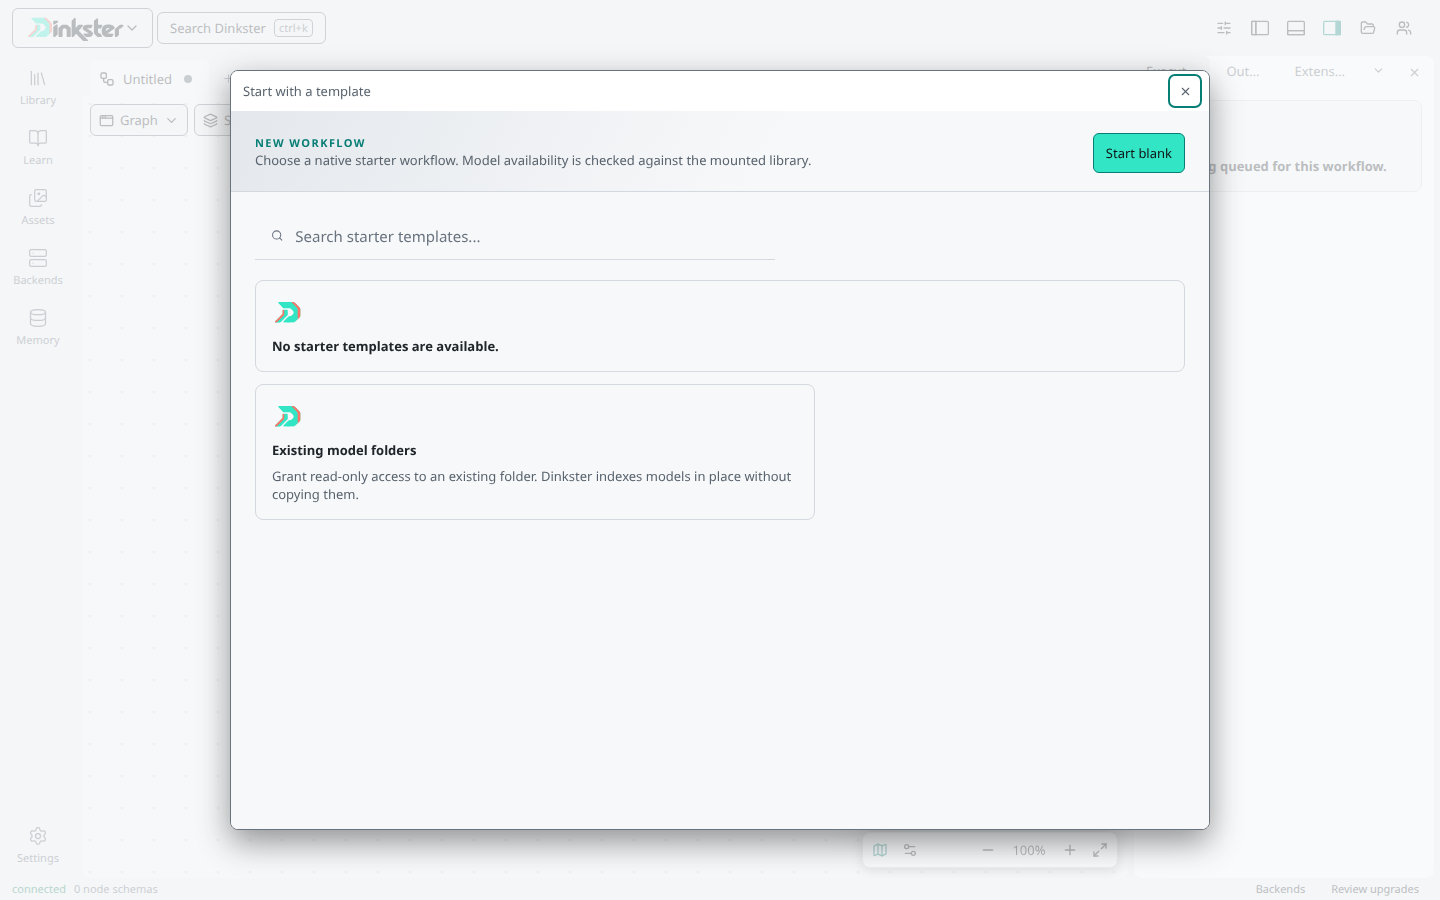 Dinkster
Search Dinkster ctrl+k
Library
Learn
Assets
Backends
Memory
Settings
Untitled
Graph
Out...
Extens...
g queued for this workflow.
Start with a template
NEW WORKFLOW
Choose a native starter workflow. Model availability is checked against the mounted library.
Start blank
Search starter templates...
No starter templates are available.
Existing model folders
Grant read-only access to an existing folder. Dinkster indexes models in place without
copying them.
100%
connected 0 node schemas
Backends Review upgrades